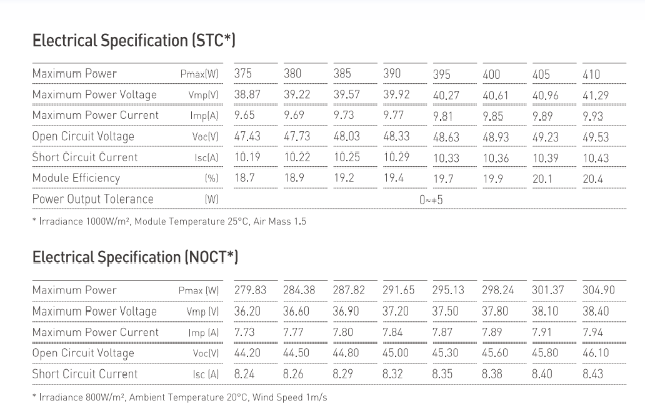 Electrical Specification (STC*)
Maximum Power Pmax(W) 375 380 385 390 395 400 405 410
Maximum Power Voltage Vmp(V) 38.87 39.22 39.57 39.92 40.27 40.61 40.96 41.29
Maximum Power Current Imp(A) 9.65 9.69 9.73 9.77 9.81 9.85 9.89 9.93
Open Circuit Voltage Voc(V) 47.43 47.73 48.03 48.33 48.63 48.93 49.23 49.53
Short Circuit Current Isc(A) 10.19 10.22 10.25 10.29 10.33 10.36 10.39 10.43
Module Efficiency (%) 18.7 18.9 19.2 19.4 19.7 19.9 20.1 20.4
Power Output Tolerance (W) 0~+5
* Irradiance 1000W/m², Module Temperature 25°C, Air Mass 1.5
Electrical Specification (NOCT*)
Maximum Power Pmax (W) 279.83 284.38 287.82 291.65 295.13 298.24 301.37 304.90
Maximum Power Voltage Vmp (V) 36.20 36.60 36.90 37.20 37.50 37.80 38.10 38.40
Maximum Power Current Imp (A) 7.73 7.77 7.80 7.84 7.87 7.89 7.91 7.94
Open Circuit Voltage Voc(V) 44.20 44.50 44.80 45.00 45.30 45.60 45.80 46.10
Short Circuit Current Isc (A) 8.24 8.26 8.29 8.32 8.35 8.38 8.40 8.43
* Irradiance 800W/m², Ambient Temperature 20°C, Wind Speed 1m/s